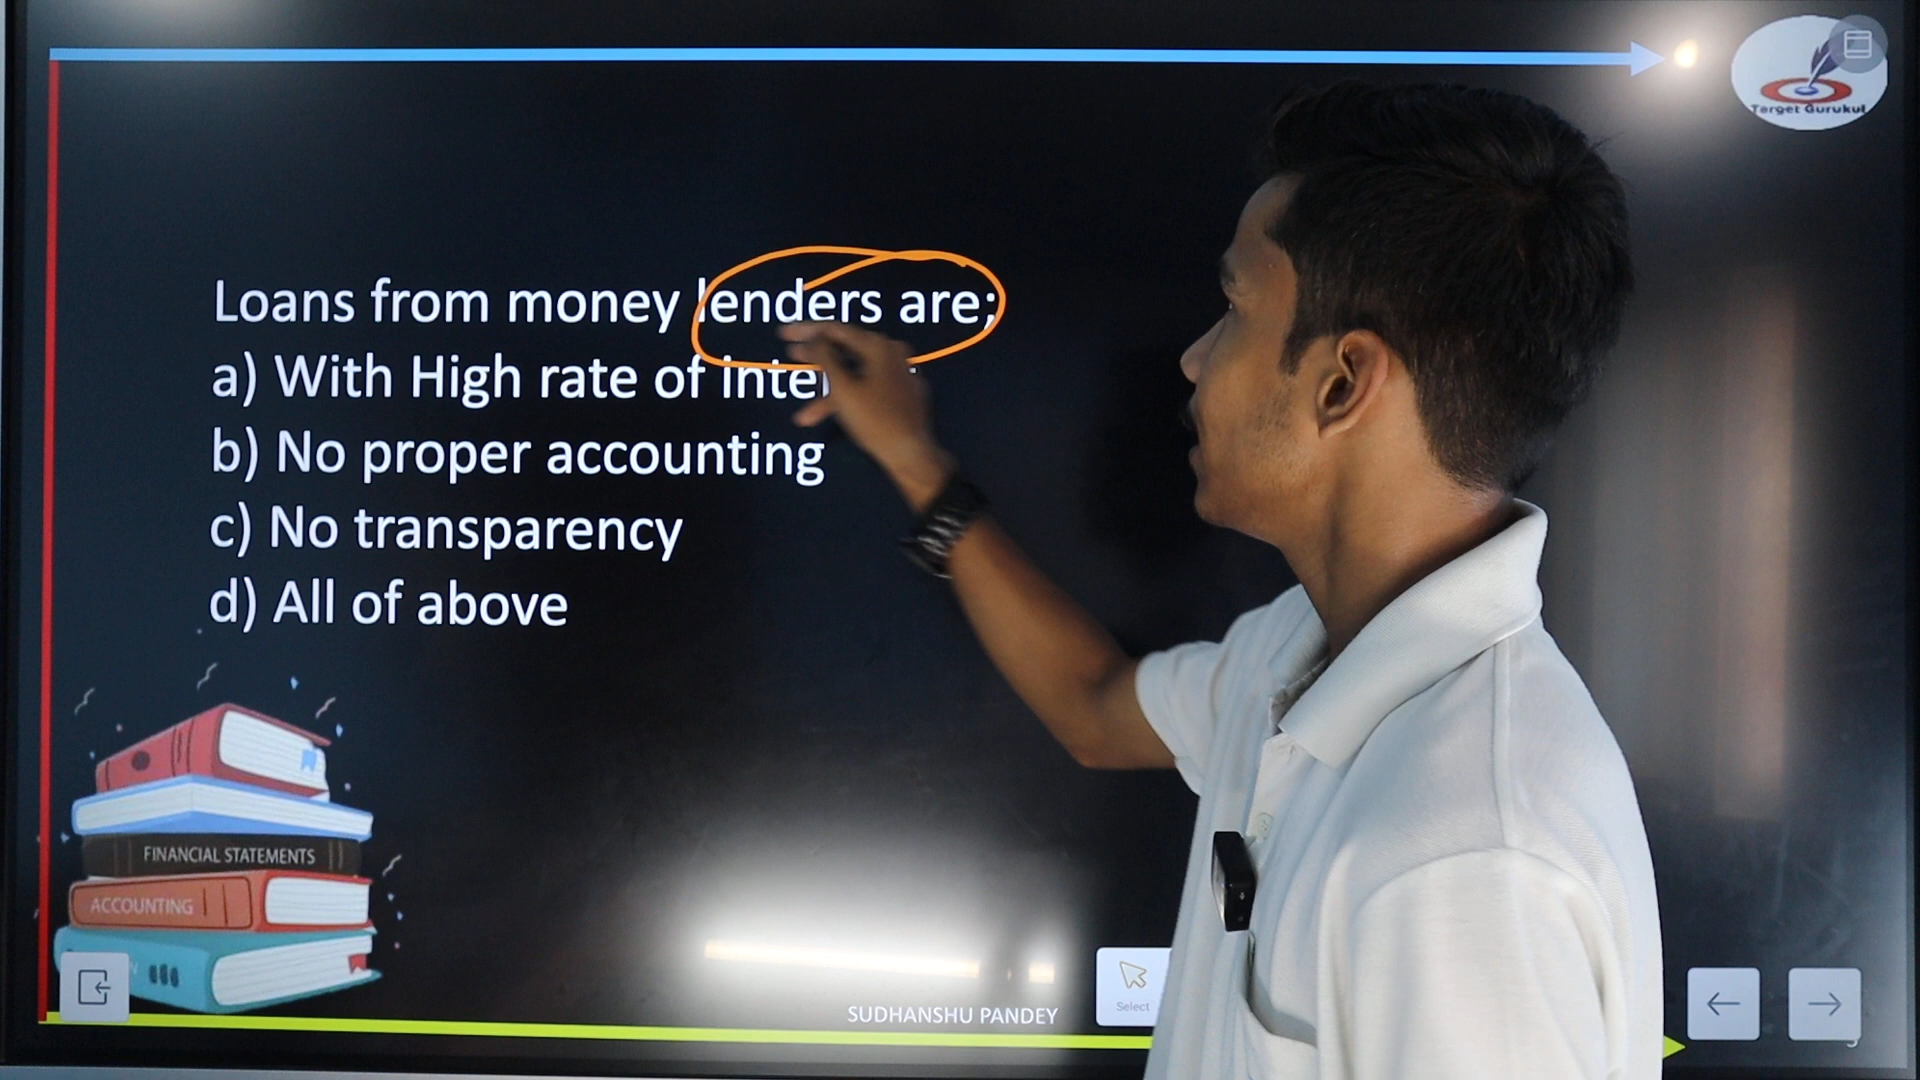 Target Gurukul
Loans from money lenders are;
a) With High rate of
b) No proper accounting
c) No transparency
d) All of above
FINANCIAL STATEMENTS
ACCOUNTING
SUDHANSHU PANDEY
Select